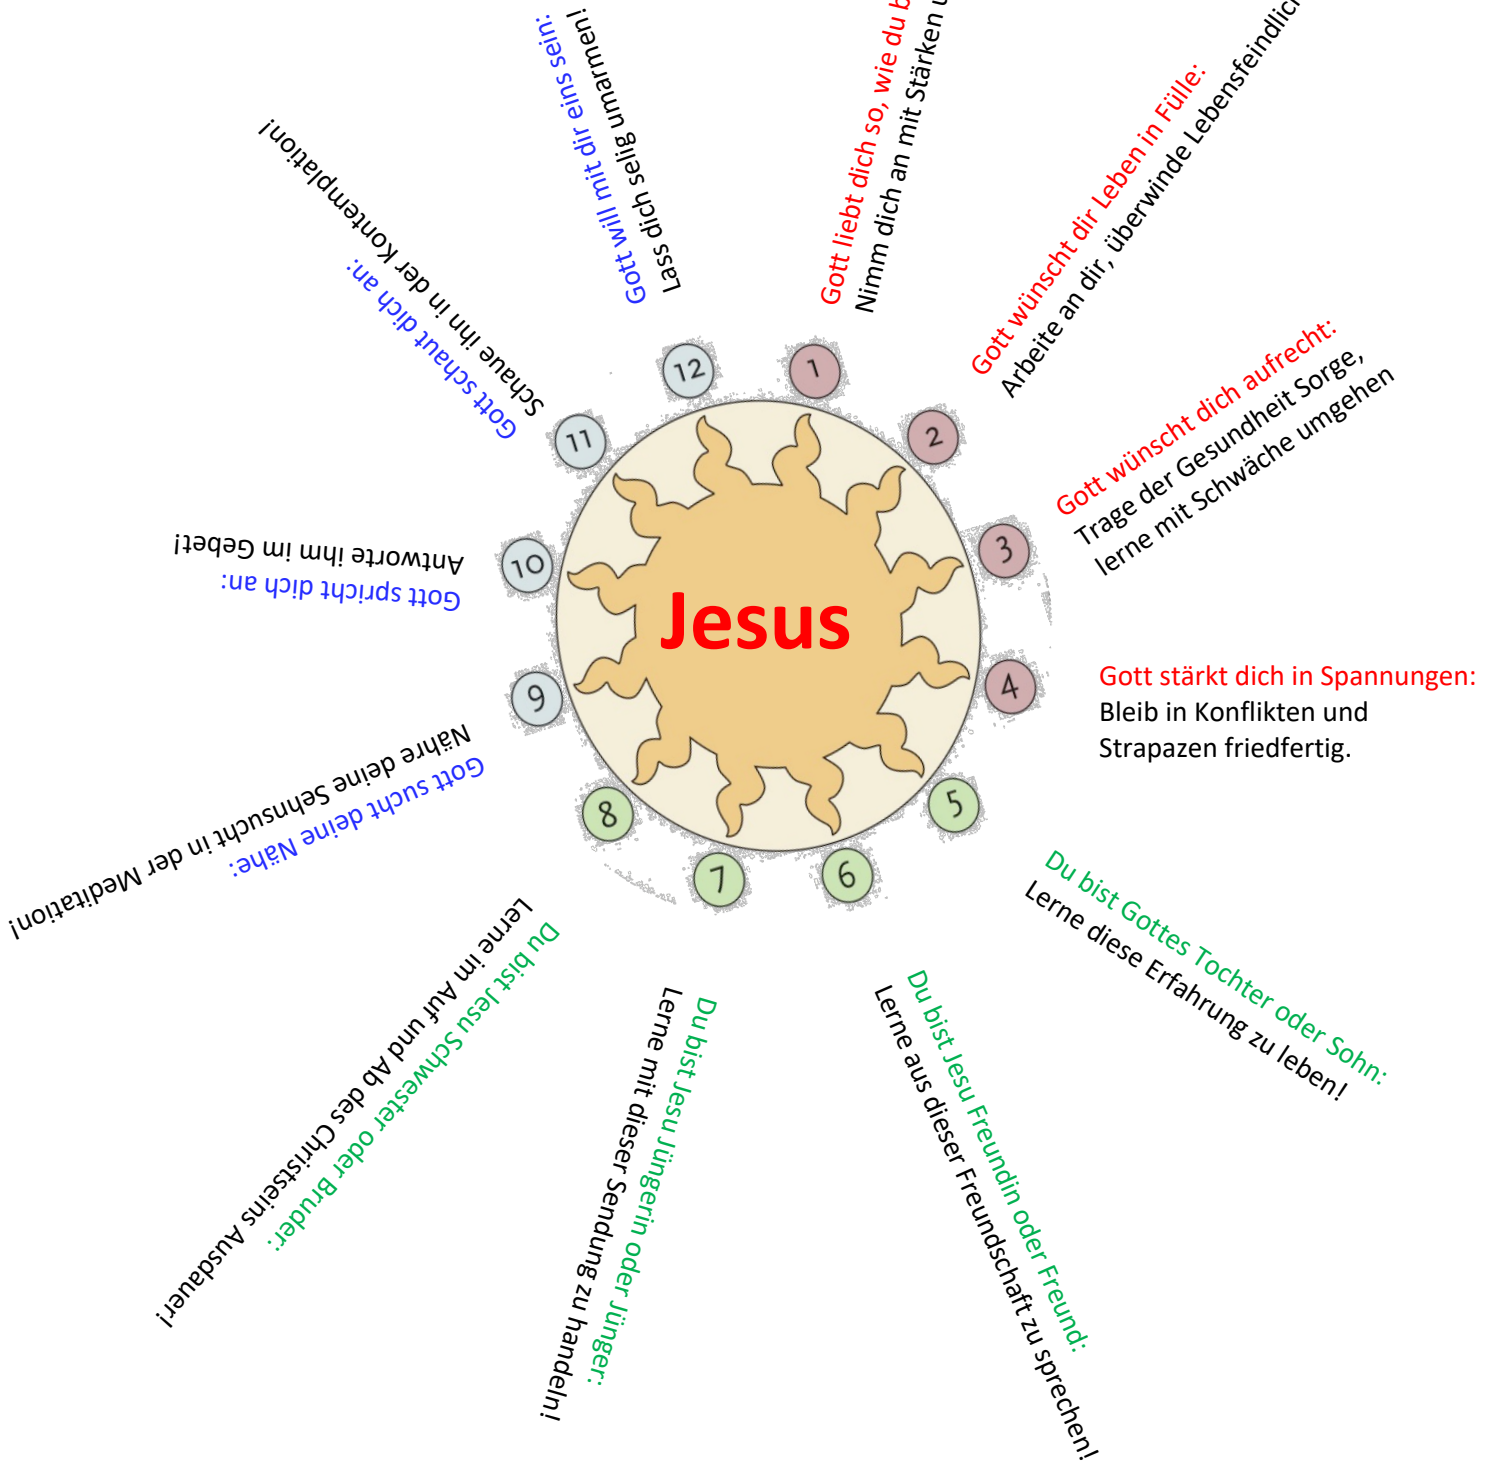 Jesus
1
Gott liebt dich so, wie du
Nimm dich an mit Stärken
2
Gott wünscht dir Leben in Fülle:
Arbeite an dir, überwinde
3
Gott wünscht dich aufrecht:
Trage der Gesundheit Sorge,
lerne mit Schwäche umgehen
4
Gott stärkt dich in Spannungen:
Bleib in Konflikten und
Strapazen friedfertig.
5
Du bist Gottes Tochter oder Sohn:
Lerne diese Erfahrung zu leben!
6
Du bist Jesu Freundin oder Freund:
Lerne aus dieser Freundschaft zu sprechen!
7
Du bist Jesu Jüngerin oder Jünger:
Lerne mit dieser Sendung zu handeln!
8
Du bist Jesu Schwester oder Bruder:
Lerne im Auf und Ab des Christseins Ausdauer!
9
Gott sucht deine Nähe:
Nähre deine Sehnsucht in der Meditation!
10
Gott spricht dich an:
Antworte ihm im Gebet!
11
Gott schaut dich an:
Schaue ihn in der Kontemplation!
12
Gott will mit dir eins sein:
Lass dich selig umarmen!